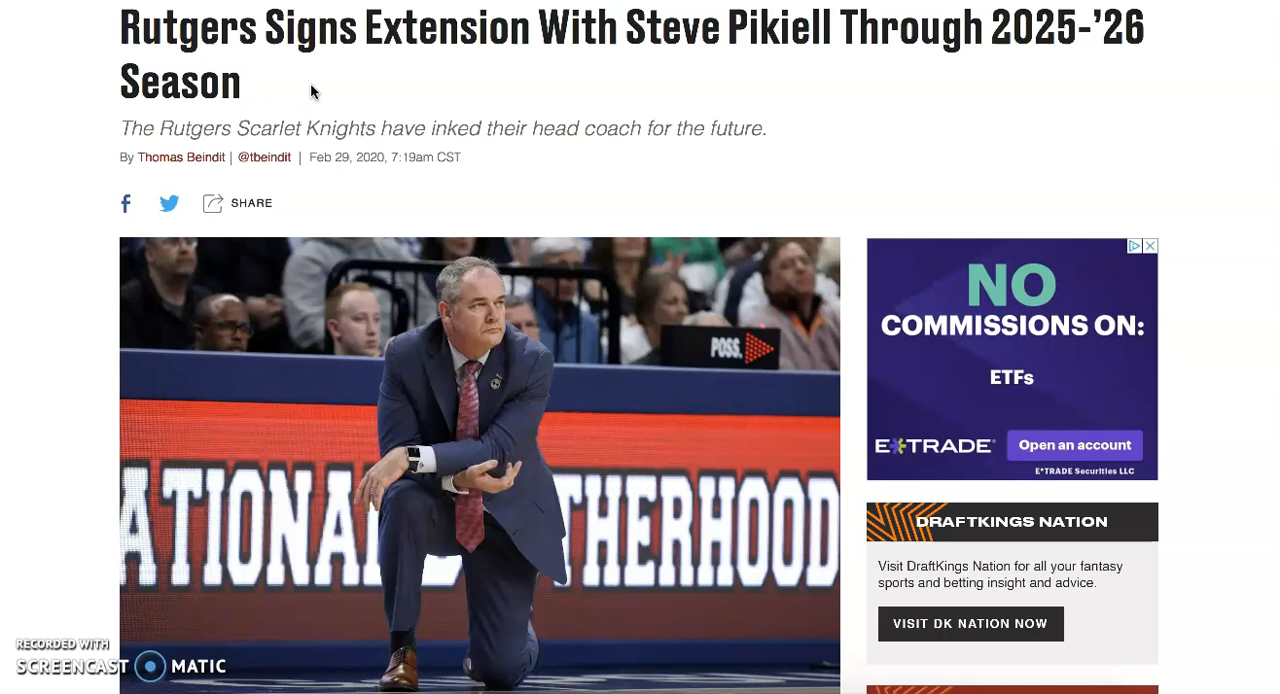 Rutgers Signs Extension With Steve Pikiell Through 2025-’26
Season
The Rutgers Scarlet Knights have inked their head coach for the future.
By Thomas Beindit | @tbeindit | Feb 29, 2020, 7:19am CST
SHARE
POSS.
ATIONA THERHOOD
NO
COMMISSIONS ON:
ETFs
E*TRADE Open an account
E*TRADE Securities LLC
DRAFTKINGS NATION
Visit DraftKings Nation for all your fantasy
sports and betting insight and advice.
VISIT DK NATION NOW
RECORDED WITH
SCREENCAST MATIC